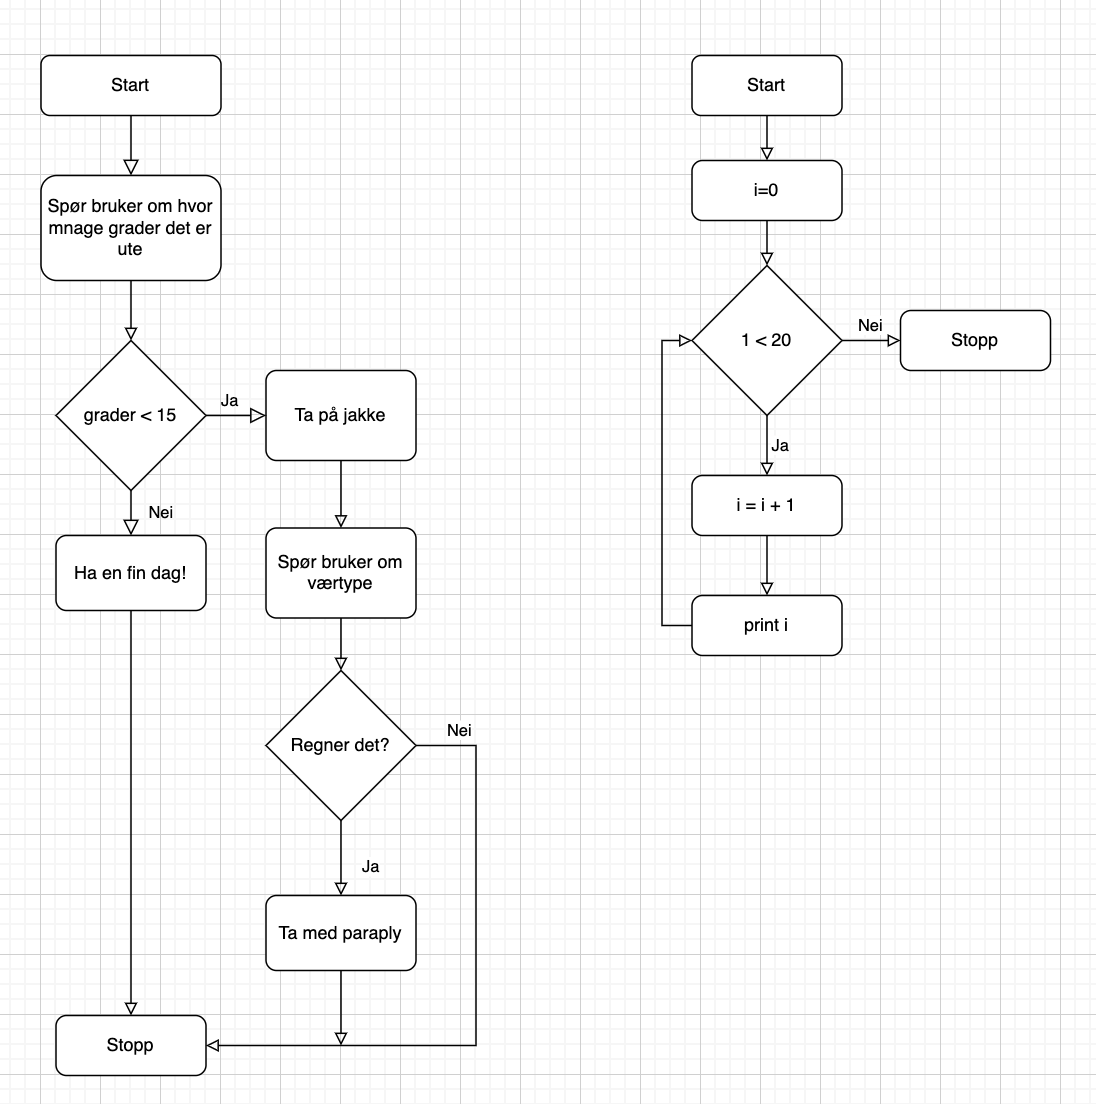 Start
Spør bruker om hvor
mnage grader det er
ute
grader < 15
Ja
Ta på jakke
Nei
Ha en fin dag!
Spør bruker om
værtype
Regner det?
Nei
Ja
Ta med paraply
Stopp
Start
i=0
1 < 20
Nei
Stopp
Ja
i = i + 1
print i